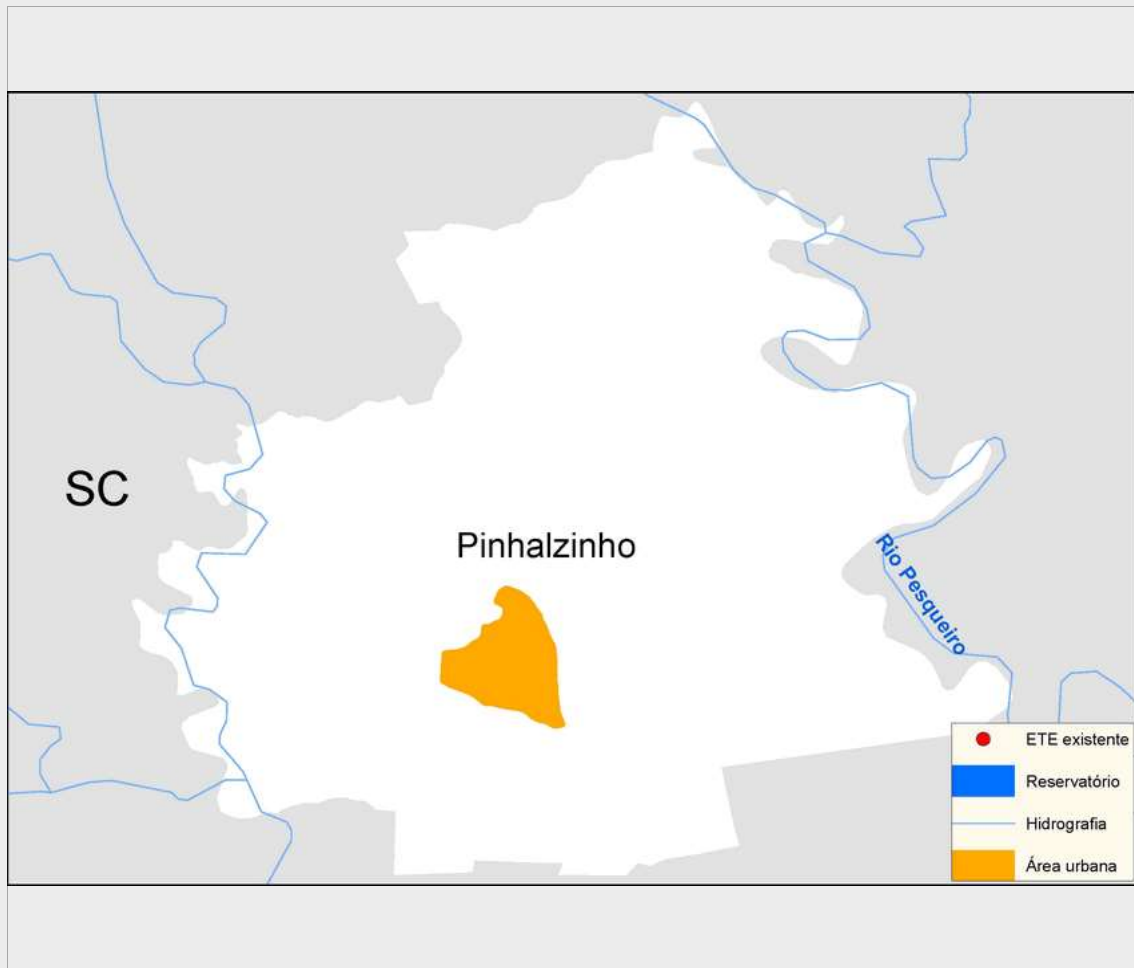 SC
Pinhalzinho
Rio Pesqueiro
ETE existente
Reservatório
Hidrografia
Área urbana